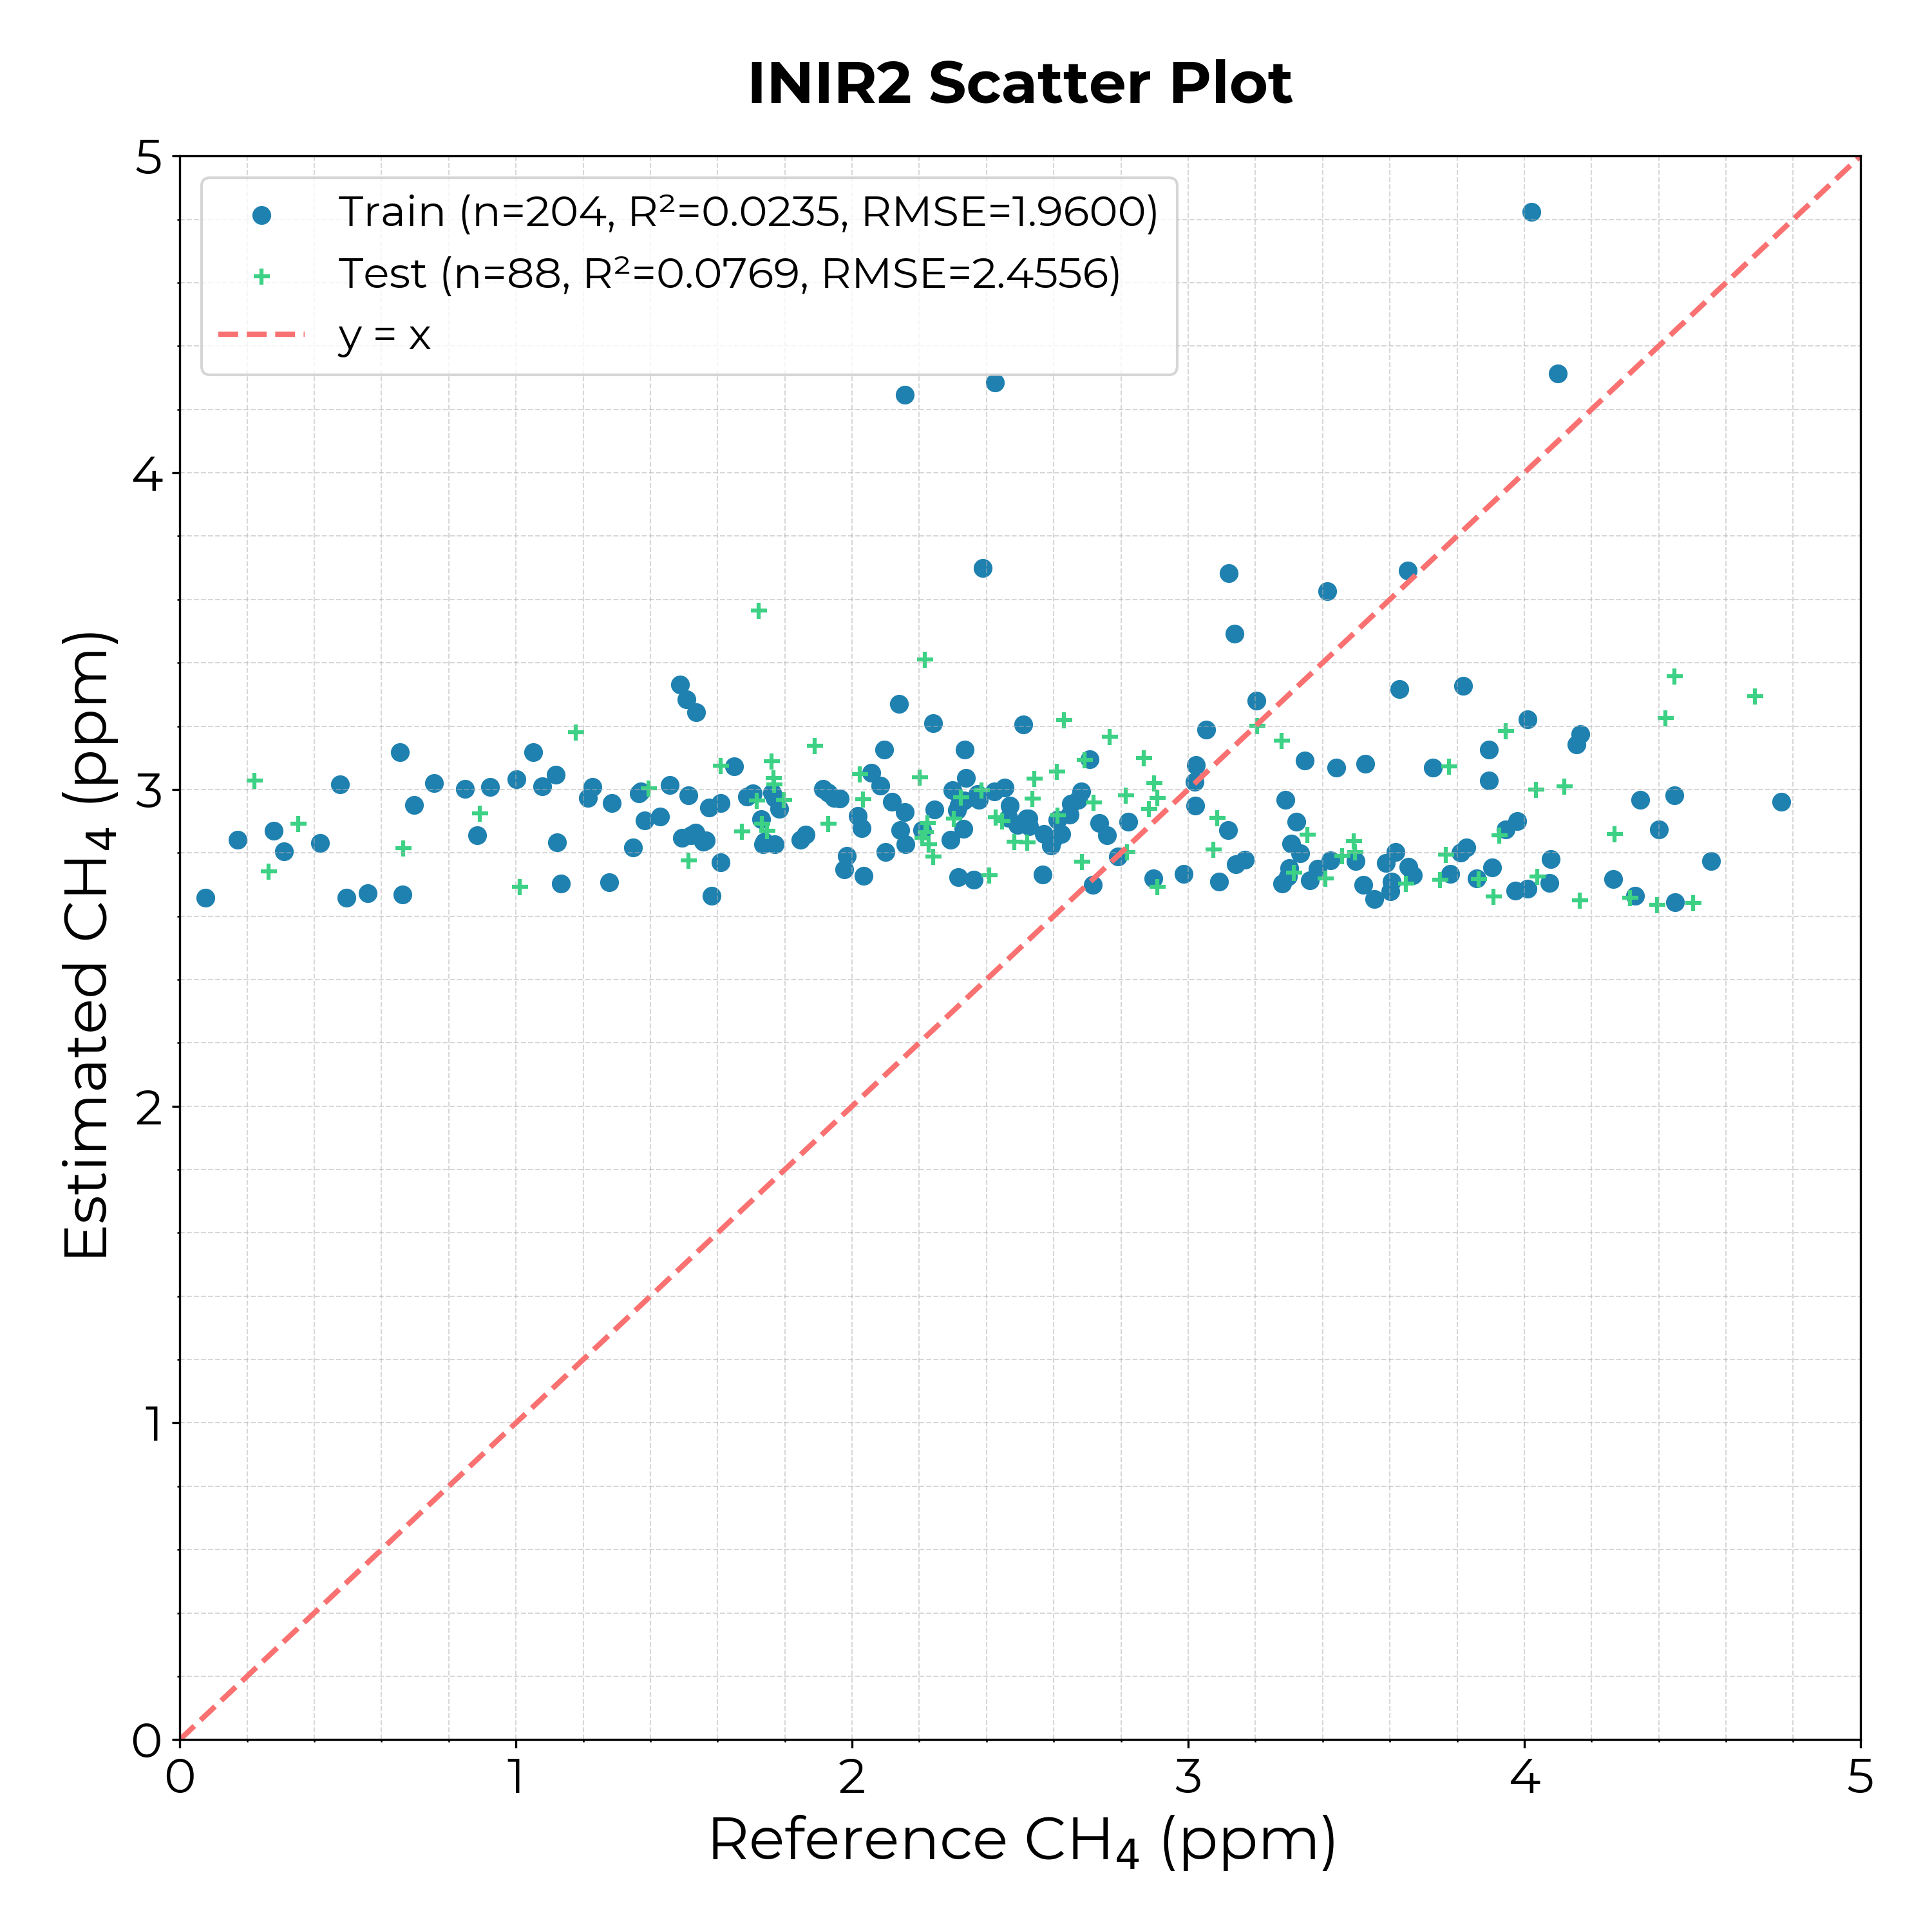 INIR2 Scatter Plot
Train (n=204, R²=0.0235, RMSE=1.9600)
Test (n=88, R²=0.0769, RMSE=2.4556)
y = x
Estimated CH₄ (ppm)
5
4
3
2
1
0
0 1 2 3 4 5
Reference CH₄ (ppm)